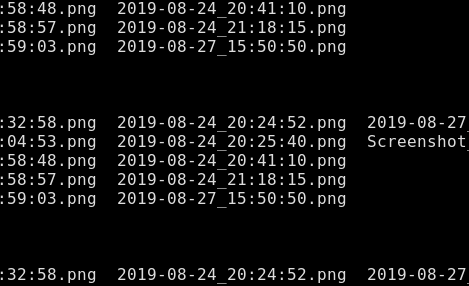 :58:48.png 2019-08-24_20:41:10.png
:58:57.png 2019-08-24_21:18:15.png
:59:03.png 2019-08-27_15:50:50.png
:32:58.png 2019-08-24_20:24:52.png 2019-08-27_
:04:53.png 2019-08-24_20:25:40.png Screenshot_
:58:48.png 2019-08-24_20:41:10.png
:58:57.png 2019-08-24_21:18:15.png
:59:03.png 2019-08-27_15:50:50.png
:32:58.png 2019-08-24_20:24:52.png 2019-08-27_